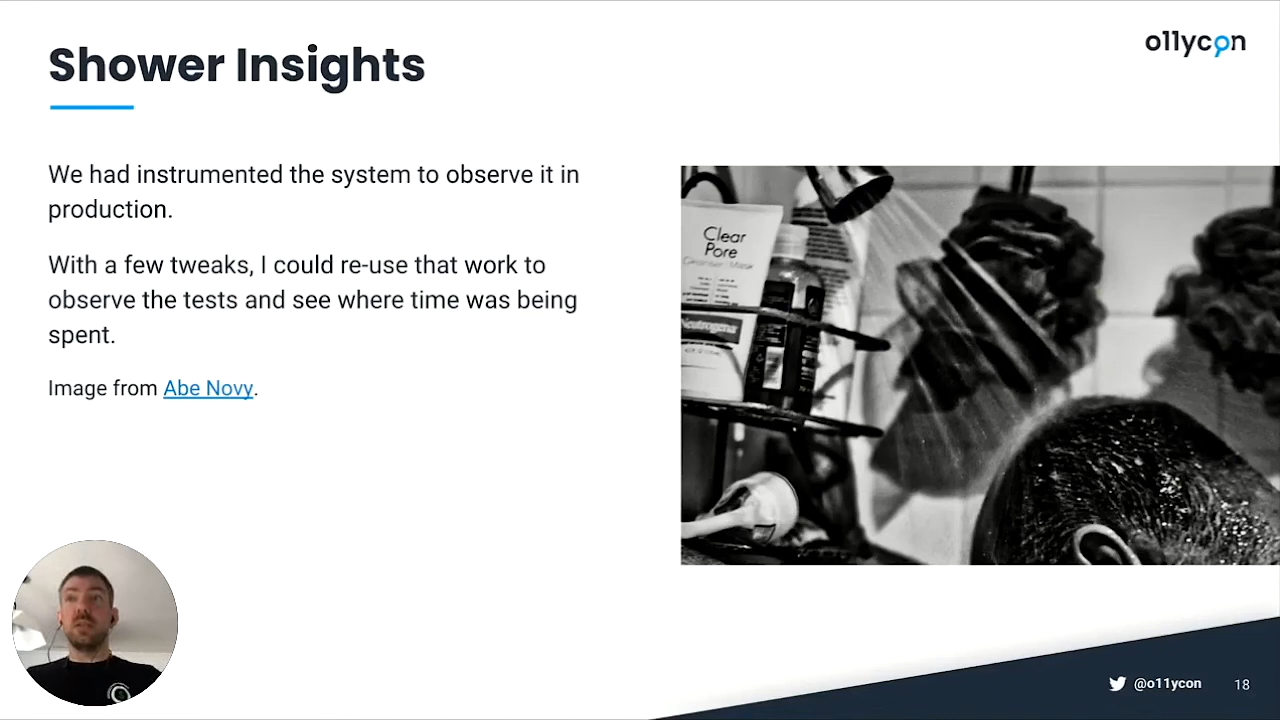 Shower Insights
o11ycon
We had instrumented the system to observe it in
production.
With a few tweaks, I could re-use that work to
observe the tests and see where time was being
spent.
Image from Abe Novy.
Clear
Pore
Neutrogena
@o11ycon
18